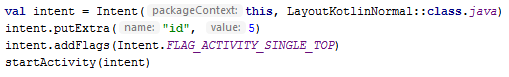 val intent = Intent( packageContext: this, LayoutKotlinNormal::class.java)
intent.putExtra( name: "id", value: 5)
intent.addFlags(Intent.FLAG_ACTIVITY_SINGLE_TOP)
startActivity(intent)